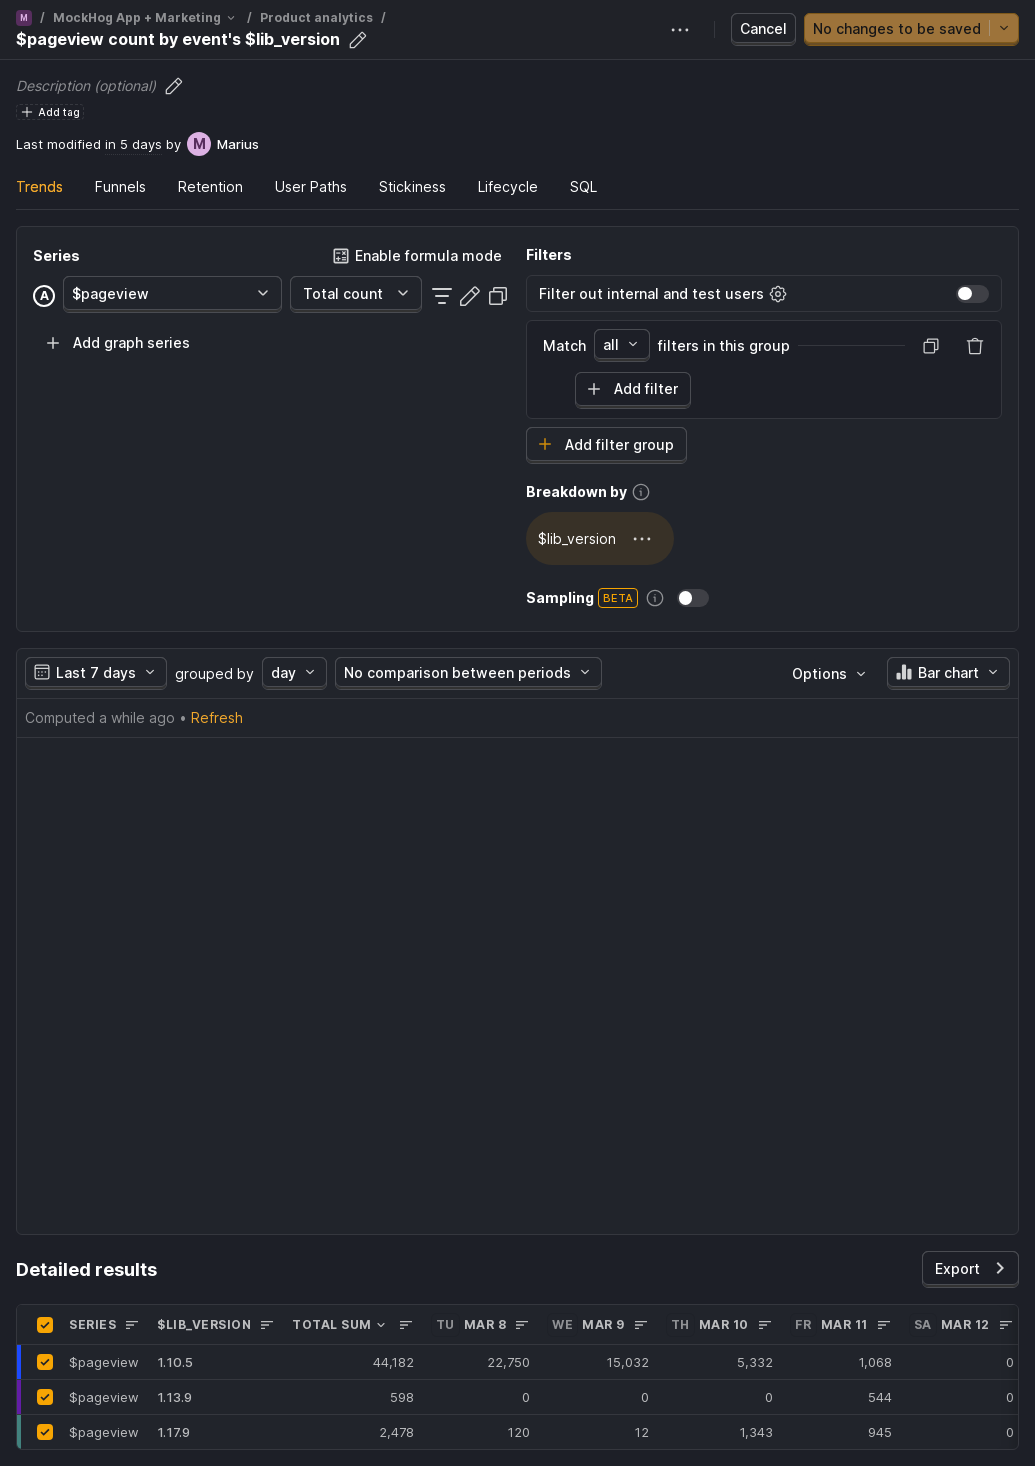 M / MockHog App + Marketing / Product analytics /
$pageview count by event's $lib_version
Cancel
No changes to be saved
Description (optional)
Add tag
Last modified in 5 days by M Marius
Trends Funnels Retention User Paths Stickiness Lifecycle SQL
Series
Enable formula mode
A $pageview Total count
Add graph series
Filters
Filter out internal and test users
Match all filters in this group
Add filter
Add filter group
Breakdown by
$lib_version
Sampling BETA
Last 7 days grouped by day No comparison between periods Options Bar chart
Computed a while ago • Refresh
Detailed results
Export
SERIES $LIB_VERSION TOTAL SUM TU MAR 8 WE MAR 9 TH MAR 10 FR MAR 11 SA MAR 12
$pageview 1.10.5 44,182 22,750 15,032 5,332 1,068 0
$pageview 1.13.9 598 0 0 0 544 0
$pageview 1.17.9 2,478 120 12 1,343 945 0